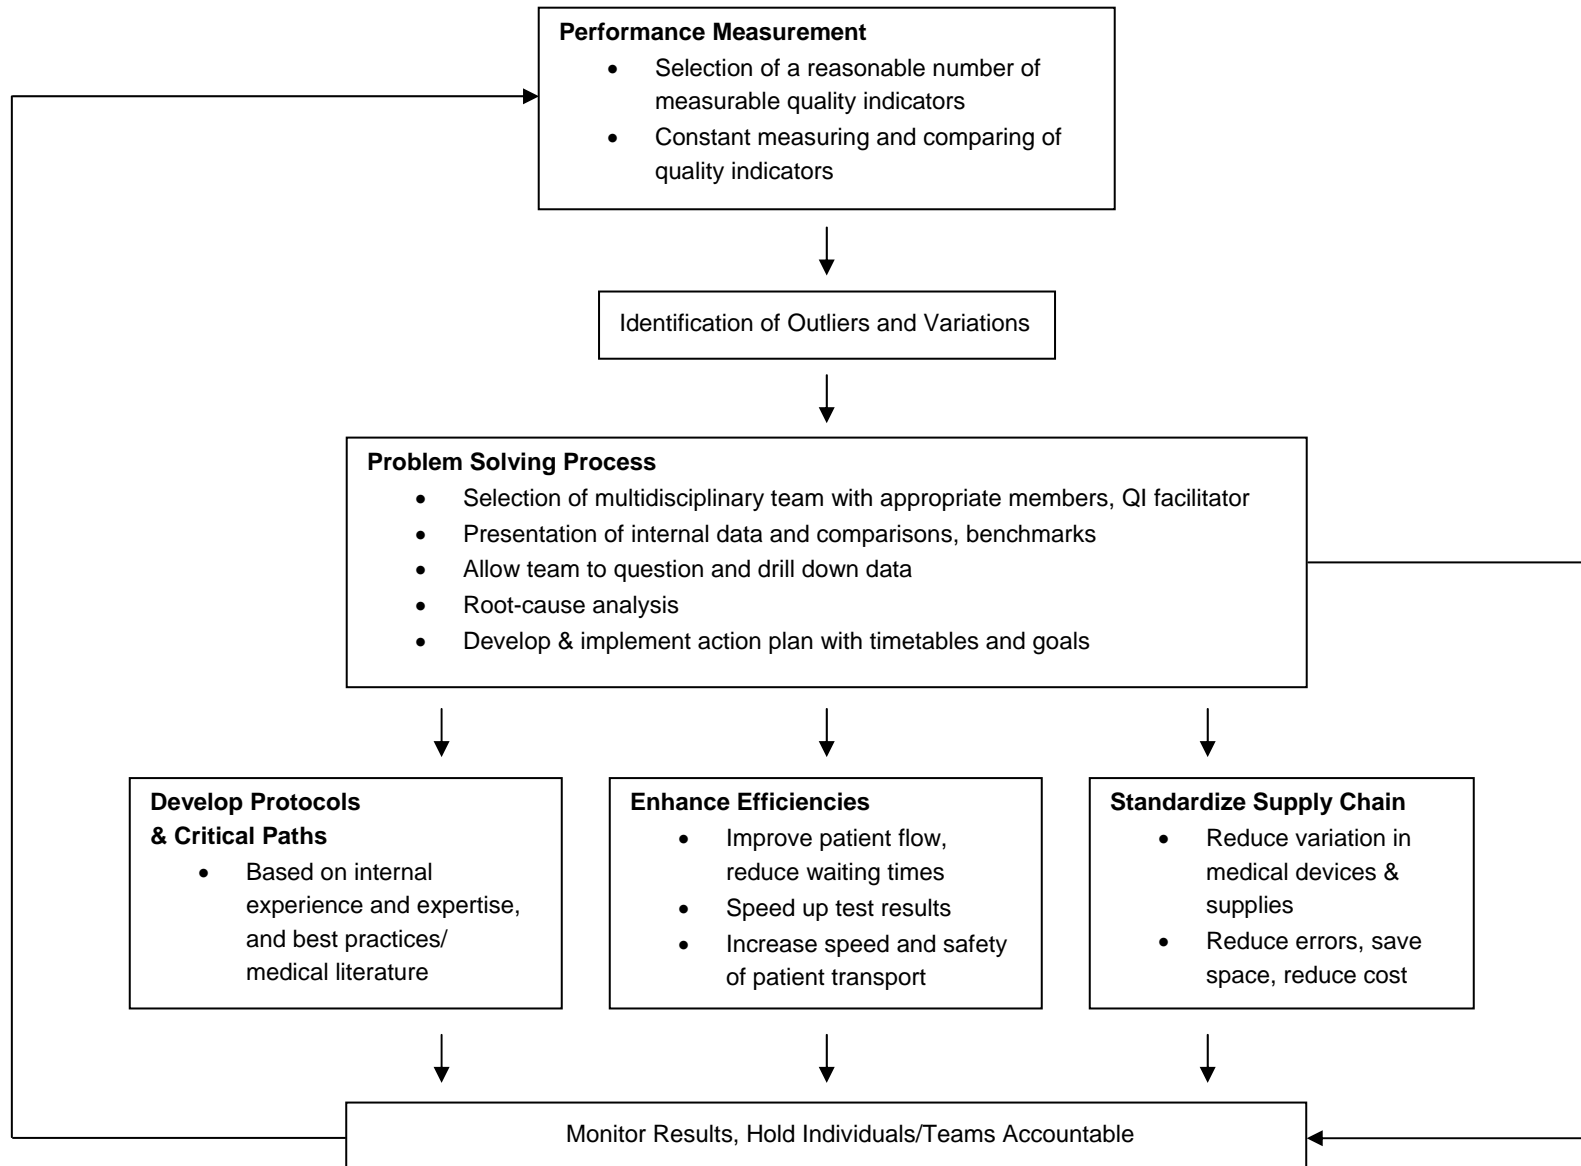 Performance Measurement
• Selection of a reasonable number of
measurable quality indicators
• Constant measuring and comparing of
quality indicators
Identification of Outliers and Variations
Problem Solving Process
• Selection of multidisciplinary team with appropriate members, QI facilitator
• Presentation of internal data and comparisons, benchmarks
• Allow team to question and drill down data
• Root-cause analysis
• Develop & implement action plan with timetables and goals
Develop Protocols
& Critical Paths
• Based on internal
experience and expertise,
and best practices/
medical literature
Enhance Efficiencies
• Improve patient flow,
reduce waiting times
• Speed up test results
• Increase speed and safety
of patient transport
Standardize Supply Chain
• Reduce variation in
medical devices &
supplies
• Reduce errors, save
space, reduce cost
Monitor Results, Hold Individuals/Teams Accountable